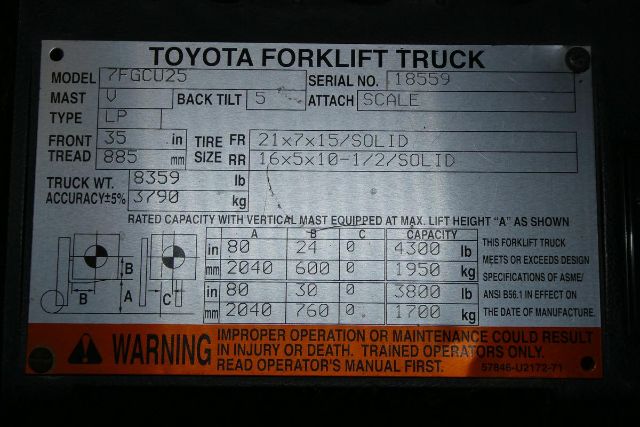 TOYOTA FORKLIFT TRUCK
MODEL 7FGCU25 SERIAL NO. 18559
MAST V BACK TILT 5 ATTACH SCALE
TYPE LP
FRONT TREAD 35 in 885 mm
TIRE SIZE FR 21x7x15/SOLID
RR 16x5x10-1/2/SOLID
TRUCK WT. 8359 lb
ACCURACY±5% 3790 kg
RATED CAPACITY WITH VERTICAL MAST EQUIPPED AT MAX. LIFT HEIGHT "A" AS SHOWN
A B C CAPACITY
in 80 24 0 4300 lb
mm 2040 600 0 1950 kg
in 80 30 0 3800 lb
mm 2040 760 0 1700 kg
B B A C
THIS FORKLIFT TRUCK
MEETS OR EXCEEDS DESIGN
SPECIFICATIONS OF ASME/
ANSI B56.1 IN EFFECT ON
THE DATE OF MANUFACTURE.
WARNING
IMPROPER OPERATION OR MAINTENANCE COULD RESULT
IN INJURY OR DEATH. TRAINED OPERATORS ONLY.
READ OPERATOR'S MANUAL FIRST.
57846-U2172-71